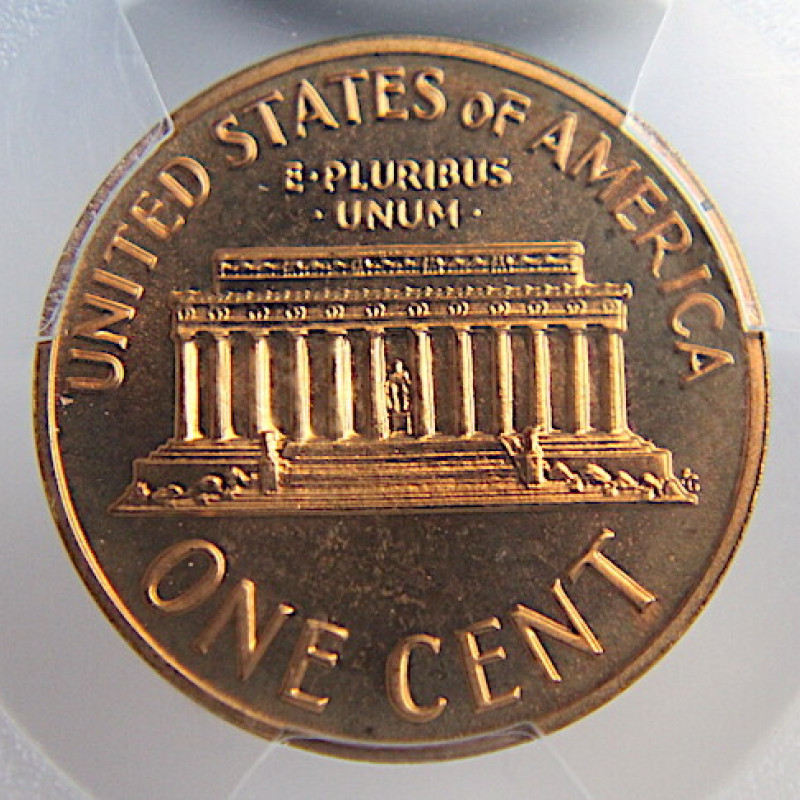 UNITED STATES OF AMERICA
E·PLURIBUS
·UNUM·
ONE CENT